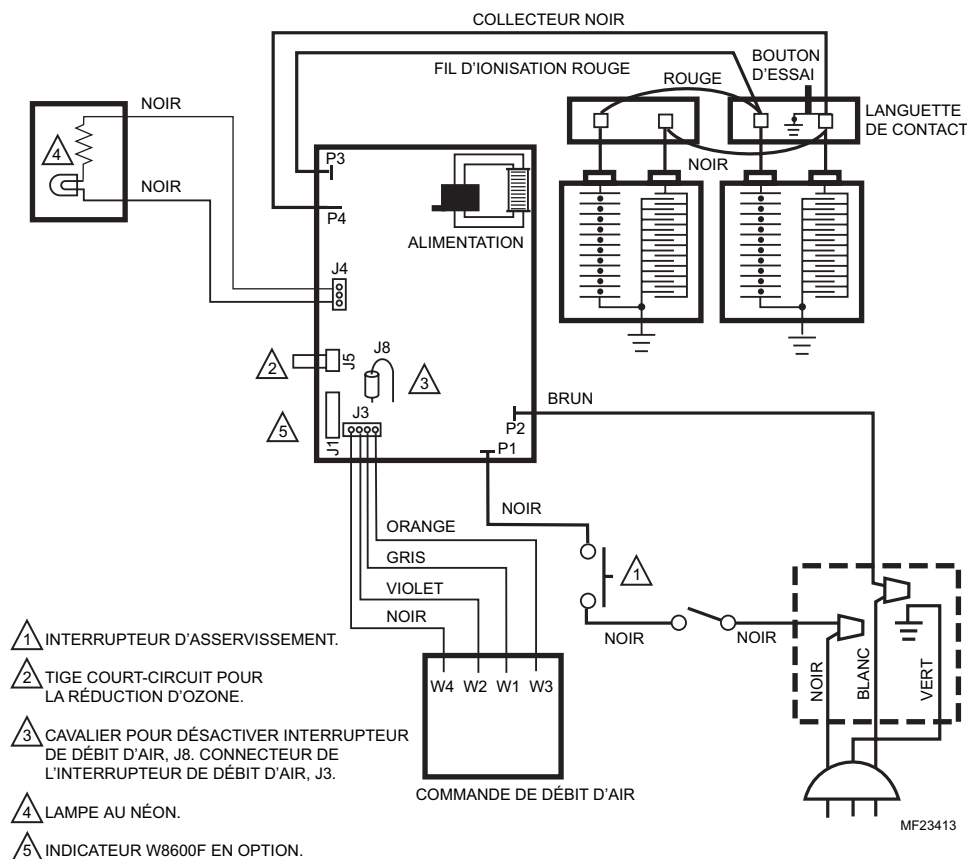 COLLECTEUR NOIR
FIL D'IONISATION ROUGE
BOUTON
D'ESSAI
ROUGE
LANGUETTE
DE CONTACT
NOIR
NOIR
4
NOIR
P3
P4
ALIMENTATION
J4
J8
J5
2
3
J3
5
J1
BRUN
P2
P1
NOIR
ORANGE
GRIS
VIOLET
NOIR
1
NOIR
NOIR
NOIR
BLANC
VERT
W4 W2 W1 W3
COMMANDE DE DÉBIT D'AIR
1 INTERRUPTEUR D'ASSERVISSEMENT.
2 TIGE COURT-CIRCUIT POUR
LA RÉDUCTION D'OZONE.
3 CAVALIER POUR DÉSACTIVER INTERRUPTEUR
DE DÉBIT D'AIR, J8. CONNECTEUR DE
L'INTERRUPTEUR DE DÉBIT D'AIR, J3.
4 LAMPE AU NÉON.
5 INDICATEUR W8600F EN OPTION.
MF23413